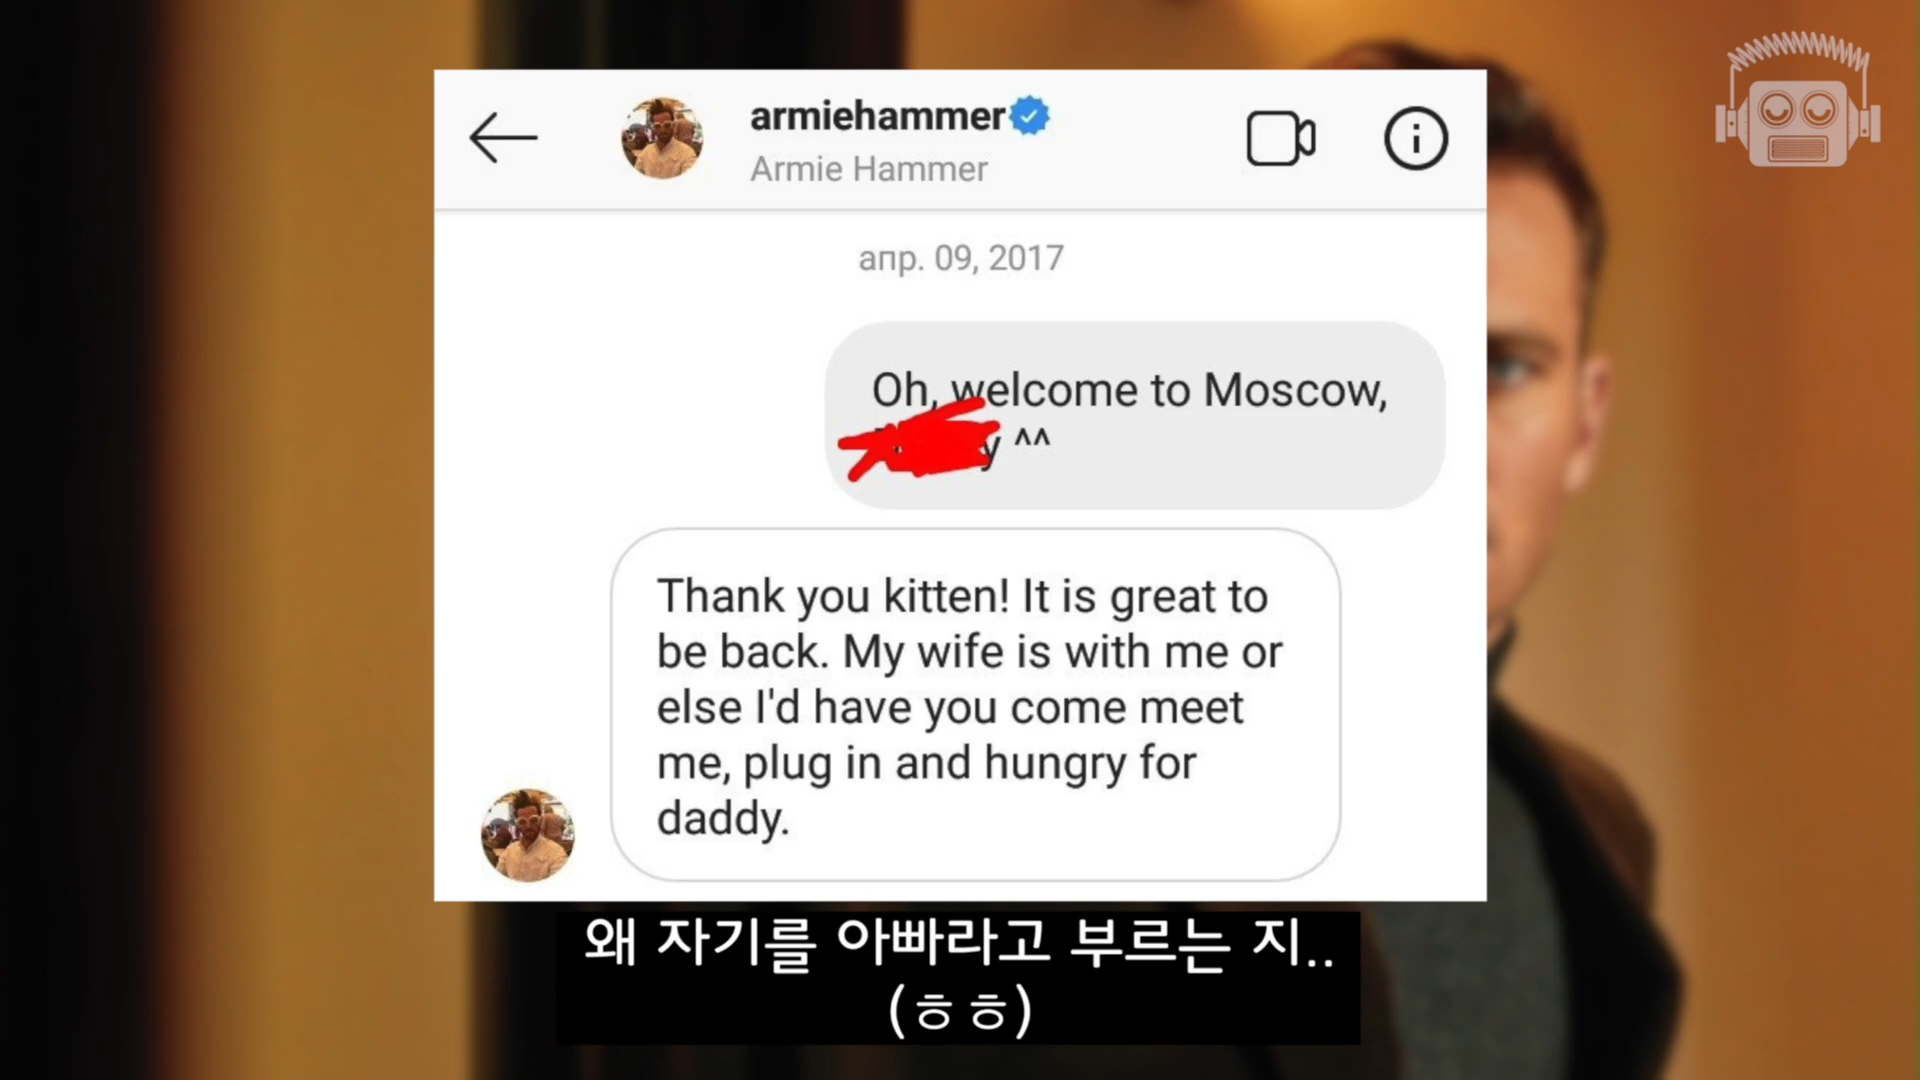 armiehammer
Armie Hammer
апр. 09, 2017
Oh, welcome to Moscow,
^^
Thank you kitten! It is great to
be back. My wife is with me or
else I'd have you come meet
me, plug in and hungry for
daddy.
왜 자기를 아빠라고 부르는 지..
(ㅎㅎ)